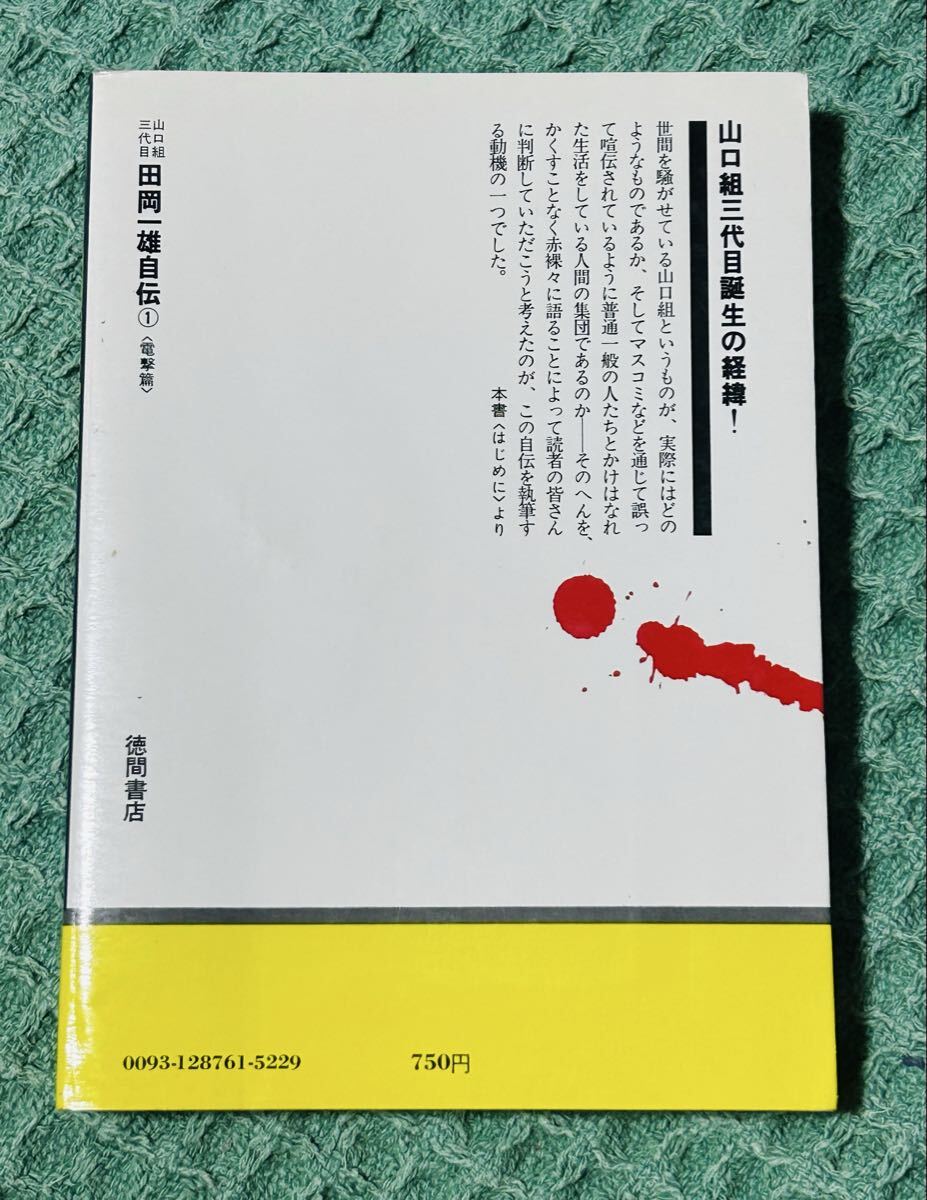 山口組三代目誕生の経緯!
世間を騒がせている山口組というものが、実際にはどの
ようなものであるか、そしてマスコミなどを通じて誤っ
て喧伝されているように普通一般の人たちとかけはなれ
た生活をしている人間の集団であるのか――そのへんを、
かくすことなく赤裸々に語ることによって読者の皆さん
に判断していただこうと考えたのが、この自伝を執筆す
る動機の一つでした。
本書〈はじめに〉より
山口組
三代目
田岡一雄自伝①〈電撃篇〉
徳間書店
0093-128761-5229
750円